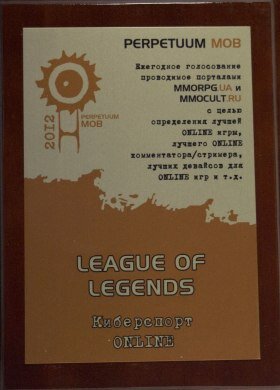 PERPETUUM MOB
Ежегодное голосование
проводимое порталами
MMORPG.UA и
MMOCULT.RU
с целью
определения лучшей
ONLINE игры,
лучшего ONLINE
комментатора/стримера,
лучших девайсов для
ONLINE игр и т.д.
2012
PERPETUUM
MOB
LEAGUE OF
LEGENDS
Киберспорт
ONLINE